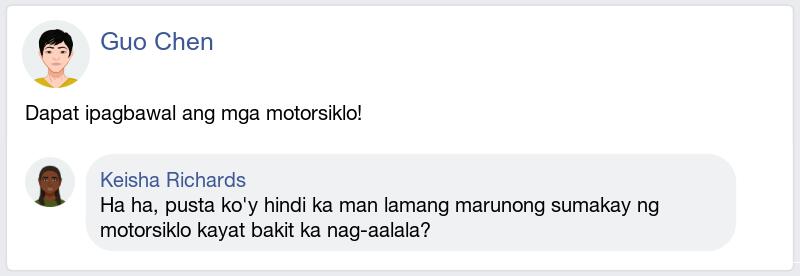 Guo Chen
Dapat ipagbawal ang mga motorsiklo!
Keisha Richards
Ha ha, pusta ko'y hindi ka man lamang marunong sumakay ng
motorsiklo kayat bakit ka nag-aalala?